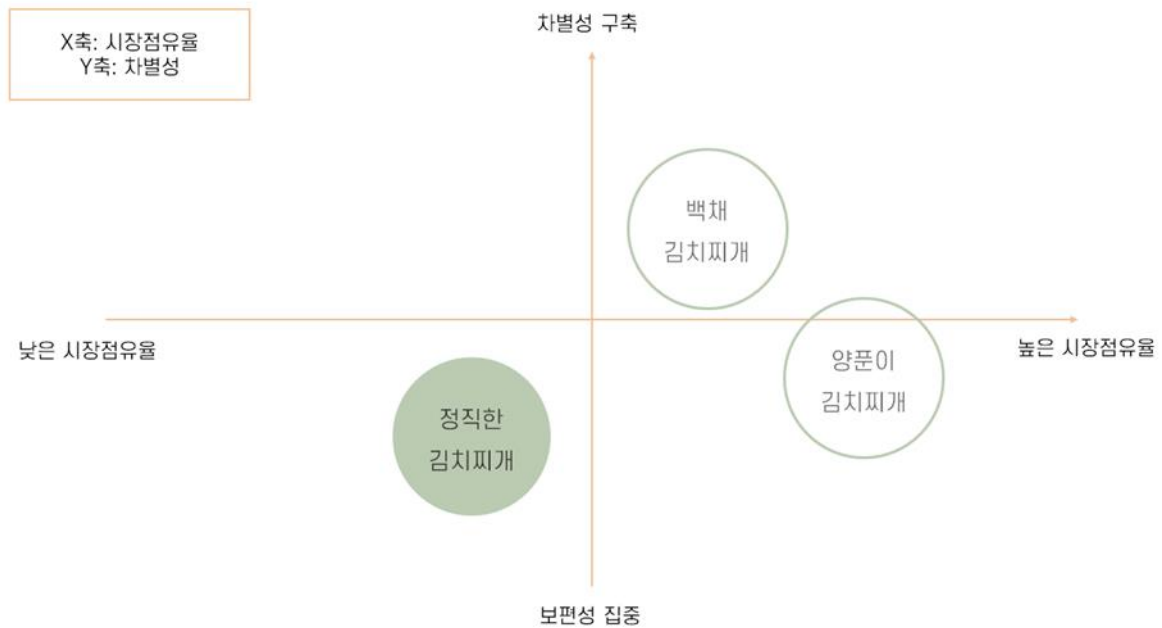 X축: 시장점유율
Y축: 차별성
차별성 구축
백채
김치찌개
낮은 시장점유율
높은 시장점유율
양푼이
김치찌개
정직한
김치찌개
보편성 집중